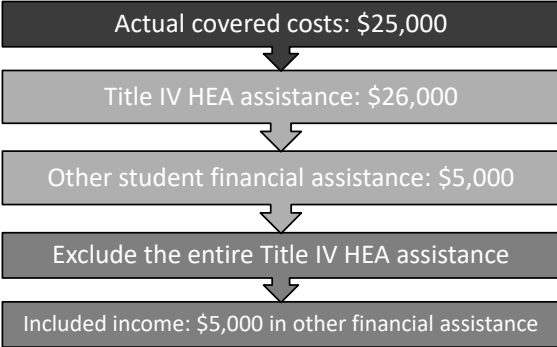 Actual covered costs: $25,000
Title IV HEA assistance: $26,000
Other student financial assistance: $5,000
Exclude the entire Title IV HEA assistance
Included income: $5,000 in other financial assistance